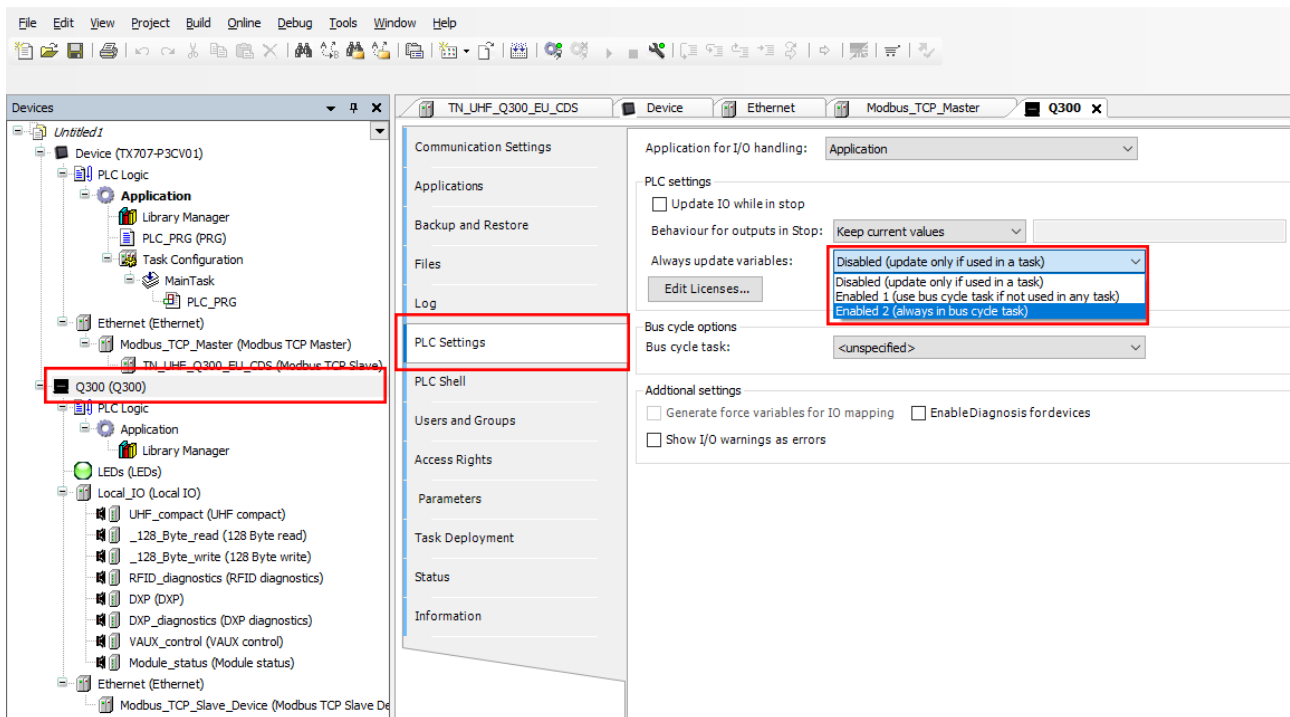 File Edit View Project Build Online Debug Tools Window Help
Devices
Untitled1
Device (TX707-P3CV01)
PLC Logic
Application
Library Manager
PLC_PRG (PRG)
Task Configuration
MainTask
PLC_PRG
Ethernet (Ethernet)
Modbus_TCP_Master (Modbus TCP Master)
TN_UHF_Q300_EU_CDS (Modbus TCP Slave)
Q300 (Q300)
PLC Logic
Application
Library Manager
LEDs (LEDs)
Local_IO (Local IO)
UHF_compact (UHF compact)
_128_Byte_read (128 Byte read)
_128_Byte_write (128 Byte write)
RFID_diagnostics (RFID diagnostics)
DXP (DXP)
DXP_diagnostics (DXP diagnostics)
VAUX_control (VAUX control)
Module_status (Module status)
Ethernet (Ethernet)
Modbus_TCP_Slave_Device (Modbus TCP Slave De
TN_UHF_Q300_EU_CDS Device Ethernet Modbus_TCP_Master Q300
Communication Settings
Applications
Backup and Restore
Files
Log
PLC Settings
PLC Shell
Users and Groups
Access Rights
Parameters
Task Deployment
Status
Information
Application for I/O handling: Application
PLC settings
Update IO while in stop
Behaviour for outputs in Stop: Keep current values
Always update variables: Disabled (update only if used in a task)
Disabled (update only if used in a task)
Enabled 1 (use bus cycle task if not used in any task)
Enabled 2 (always in bus cycle task)
Edit Licenses...
Bus cycle options
Bus cycle task: <unspecified>
Addtional settings
Generate force variables for IO mapping EnableDiagnosis fordevices
Show I/O warnings as errors